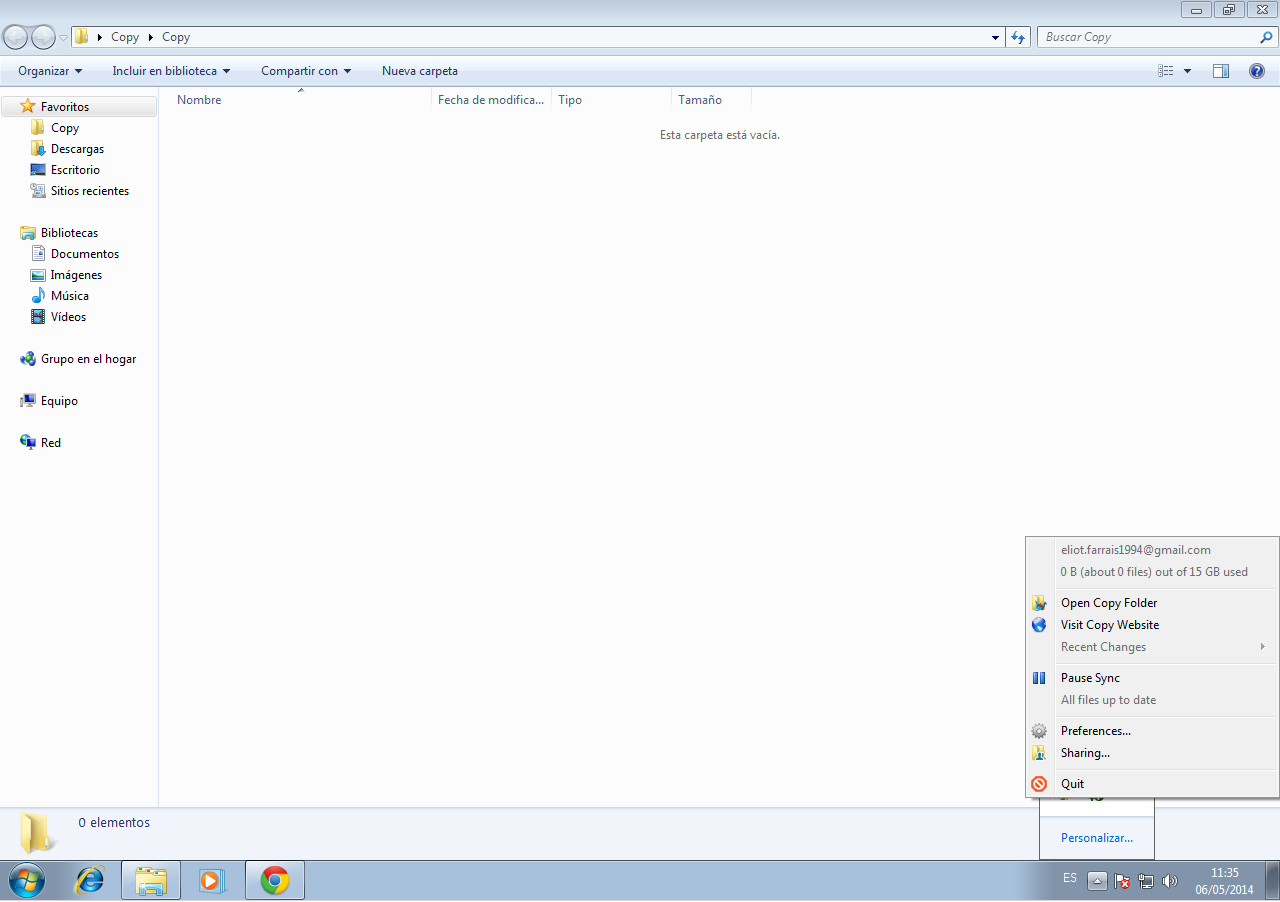 Copy Copy
Buscar Copy
Organizar Incluir en biblioteca Compartir con Nueva carpeta
Nombre Fecha de modifica... Tipo Tamaño
Esta carpeta está vacía.
Favoritos
Copy
Descargas
Escritorio
Sitios recientes
Bibliotecas
Documentos
Imágenes
Música
Vídeos
Grupo en el hogar
Equipo
Red
eliot.farrais1994@gmail.com
0 B (about 0 files) out of 15 GB used
Open Copy Folder
Visit Copy Website
Recent Changes
Pause Sync
All files up to date
Preferences...
Sharing...
Quit
0 elementos
Personalizar...
ES
11:35
06/05/2014